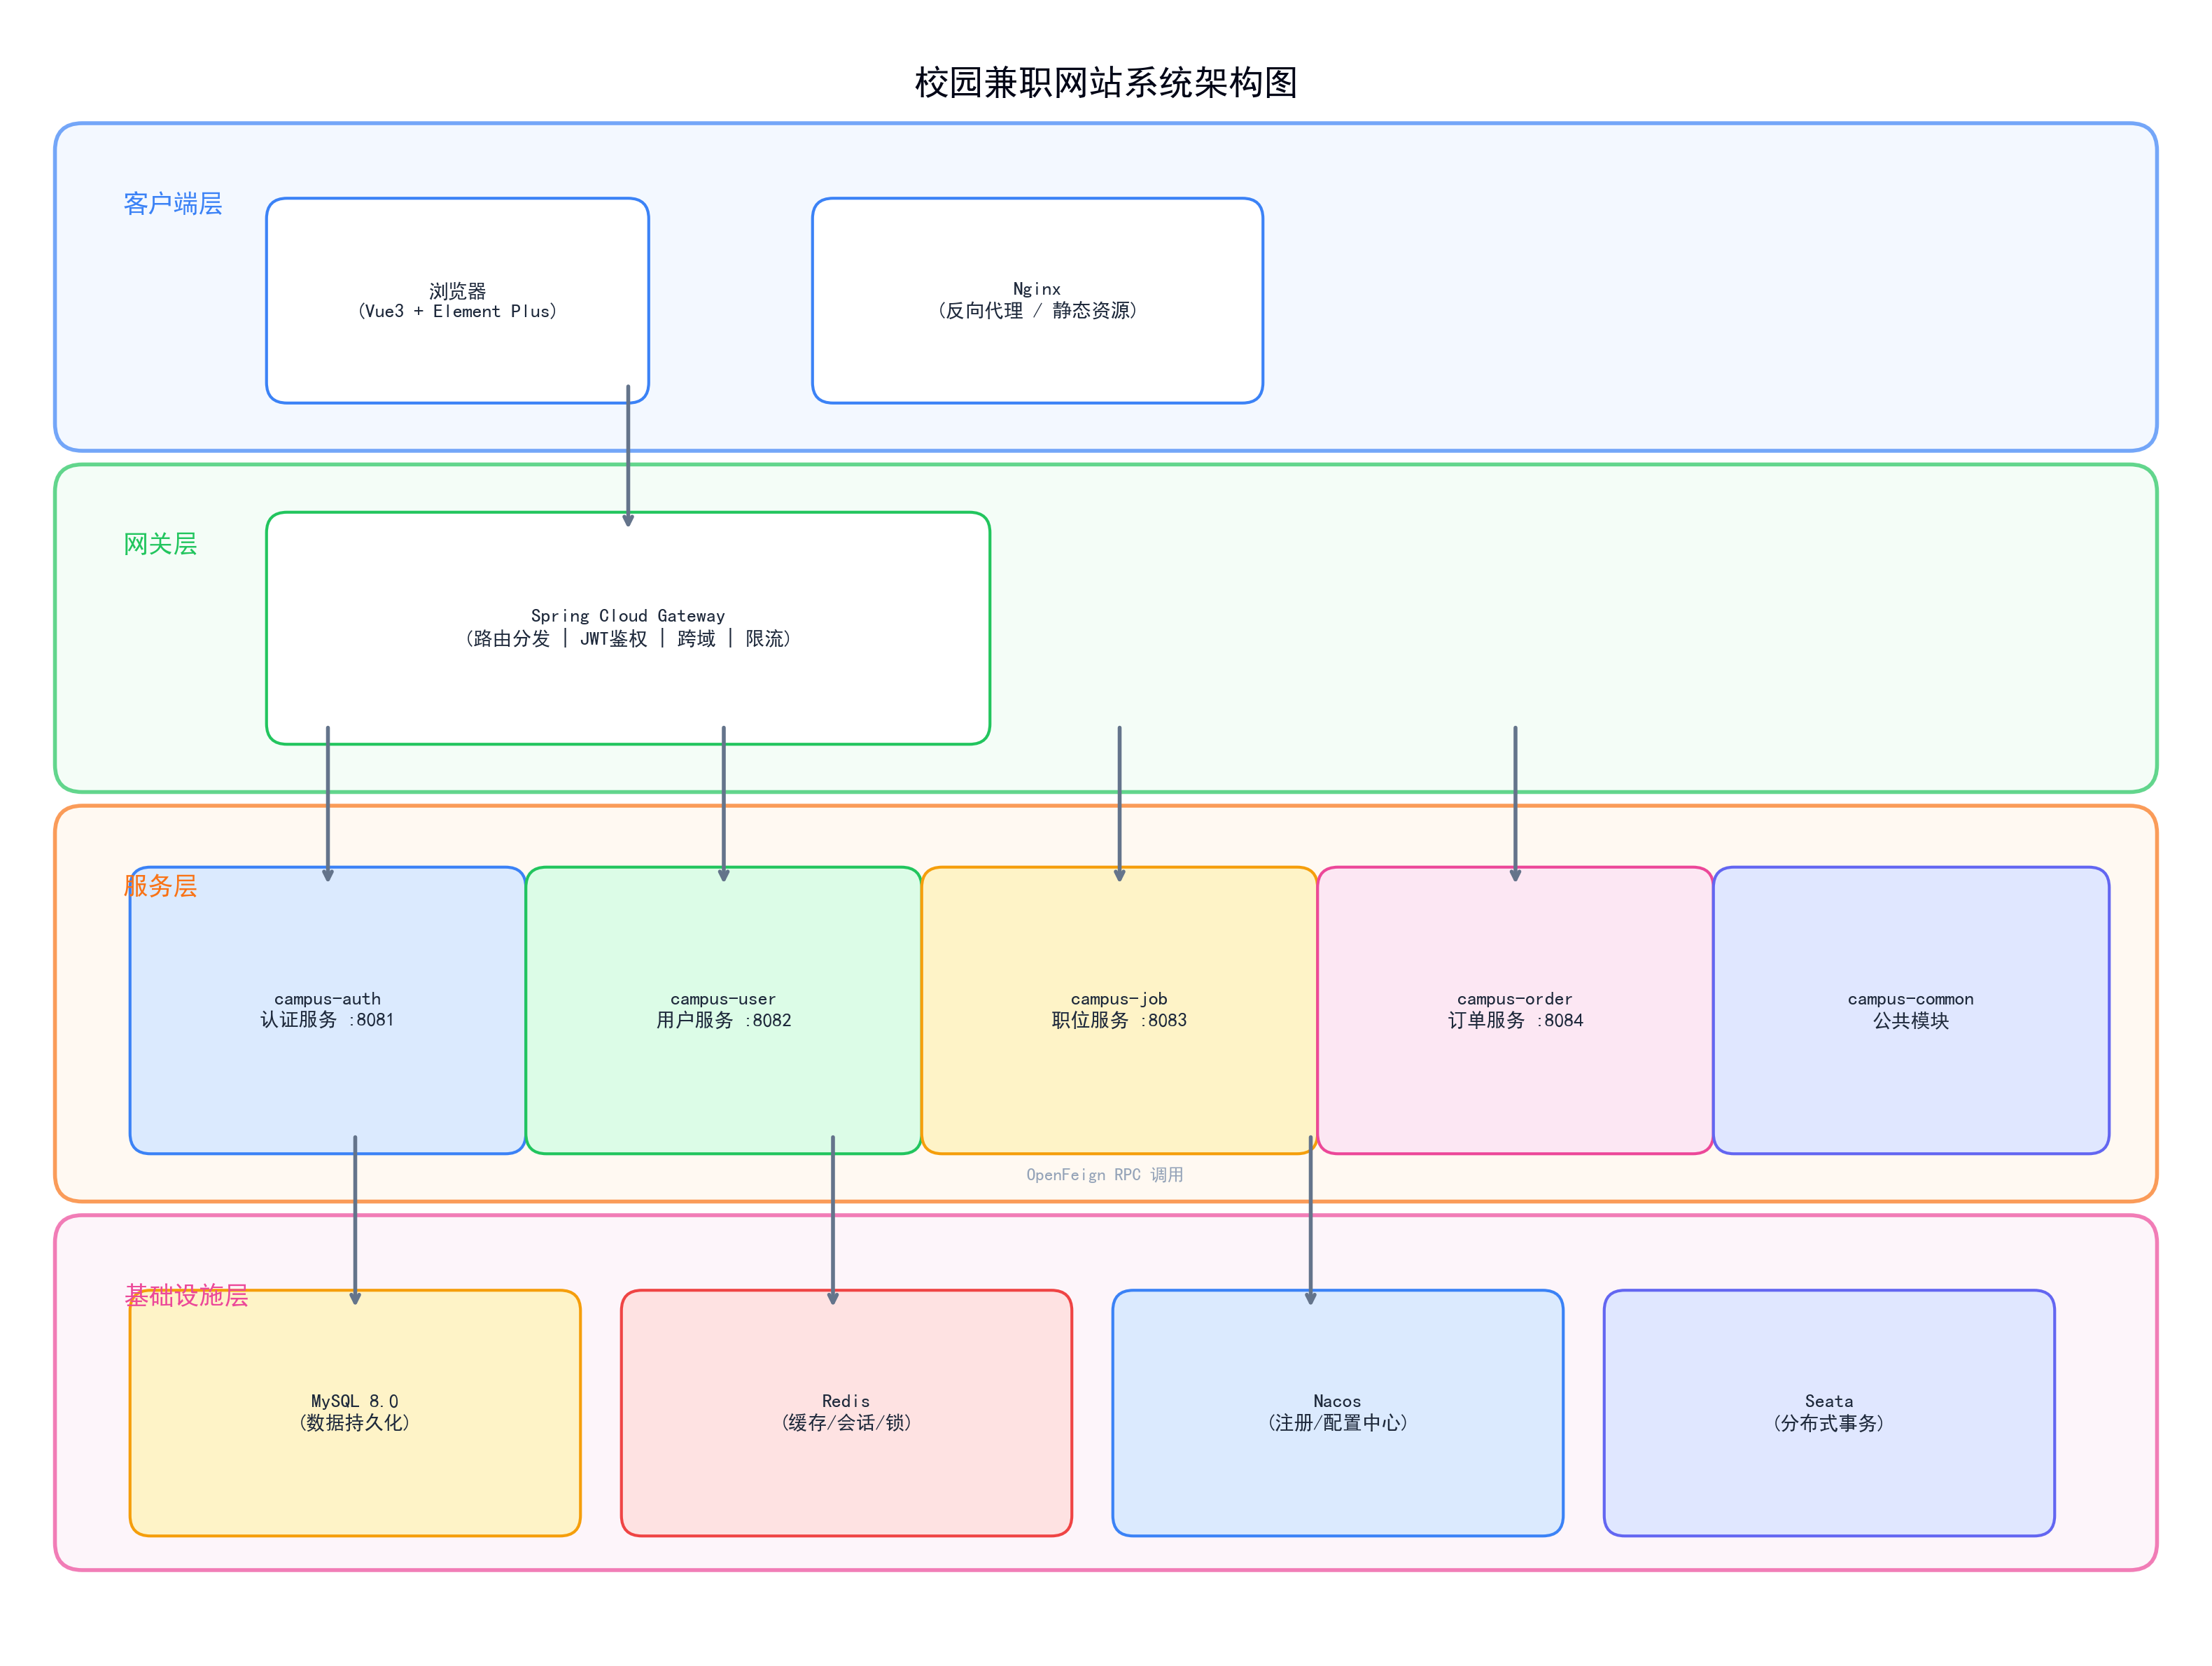 校园兼职网站系统架构图
客户端层
浏览器
(Vue3 + Element Plus)
Nginx
(反向代理 / 静态资源)
网关层
Spring Cloud Gateway
(路由分发 | JWT鉴权 | 跨域 | 限流)
服务层
campus-auth
认证服务 :8081
campus-user
用户服务 :8082
campus-job
职位服务 :8083
campus-order
订单服务 :8084
campus-common
公共模块
OpenFeign RPC 调用
基础设施层
MySQL 8.0
(数据持久化)
Redis
(缓存/会话/锁)
Nacos
(注册/配置中心)
Seata
(分布式事务)